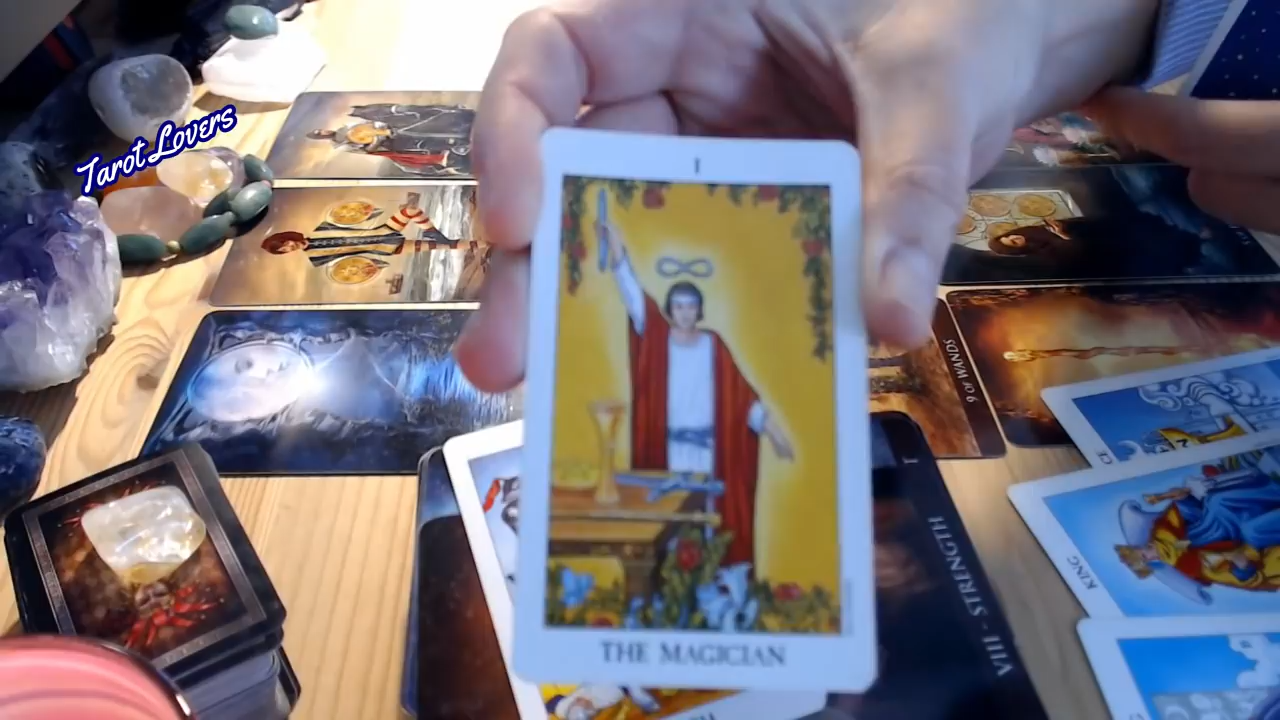 Tarot Lovers
I
THE MAGICIAN
9 OF WANDS
VIII - STRENGTH
KING